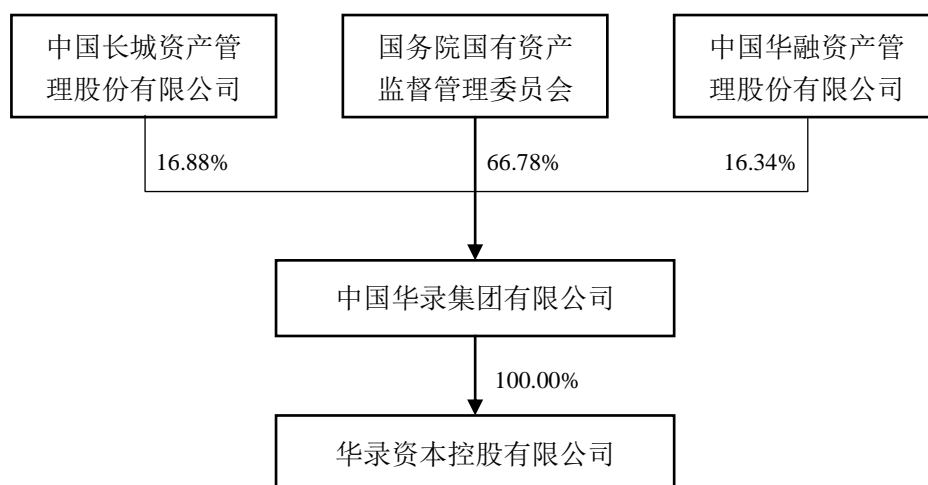 中国长城资产管
理股份有限公司
国务院国有资产
监督管理委员会
中国华融资产管
理股份有限公司
16.88%
66.78%
16.34%
中国华录集团有限公司
100.00%
华录资本控股有限公司